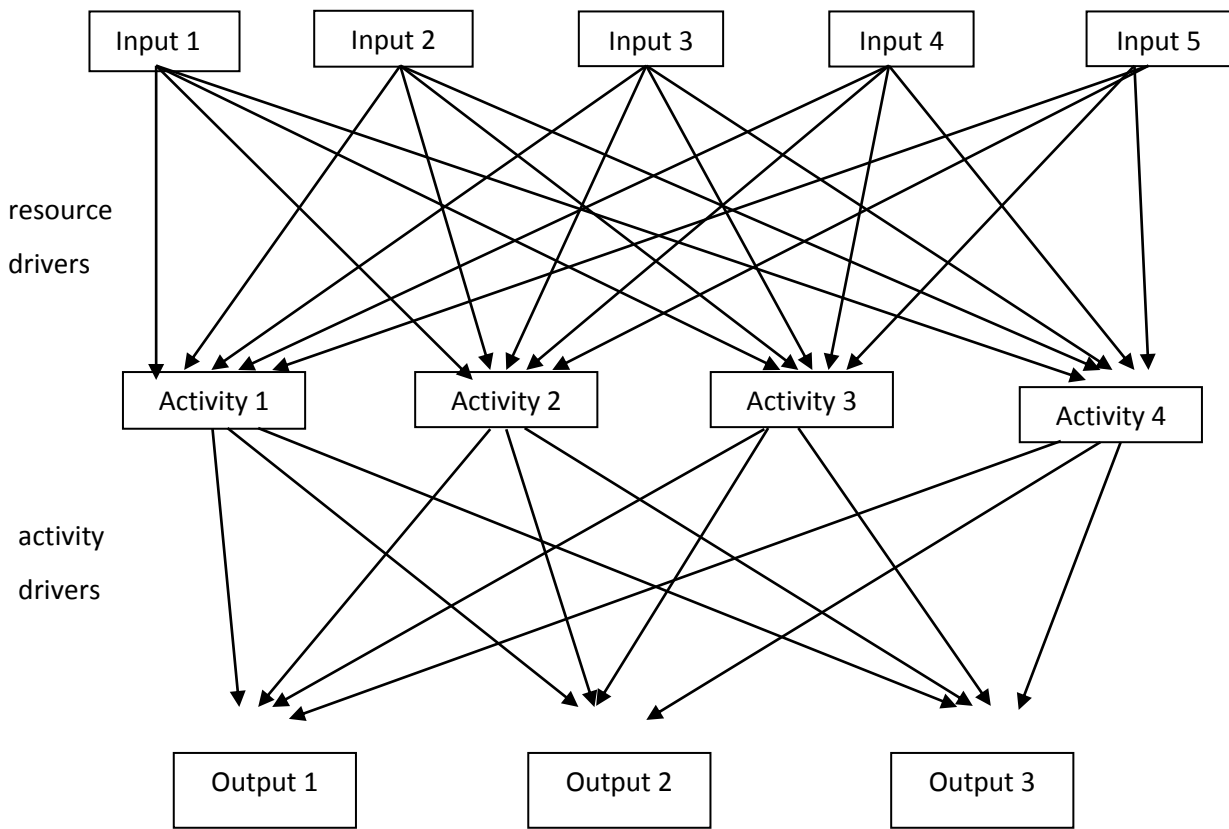 Input 1
Input 2
Input 3
Input 4
Input 5
resource
drivers
Activity 1
Activity 2
Activity 3
Activity 4
activity
drivers
Output 1
Output 2
Output 3